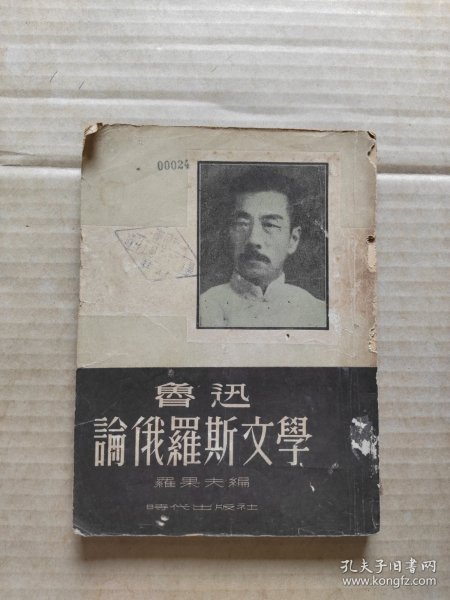 00024
魯迅
論俄羅斯文學
羅果夫編
時代出版社
孔夫子旧书网
www.kongfz.com